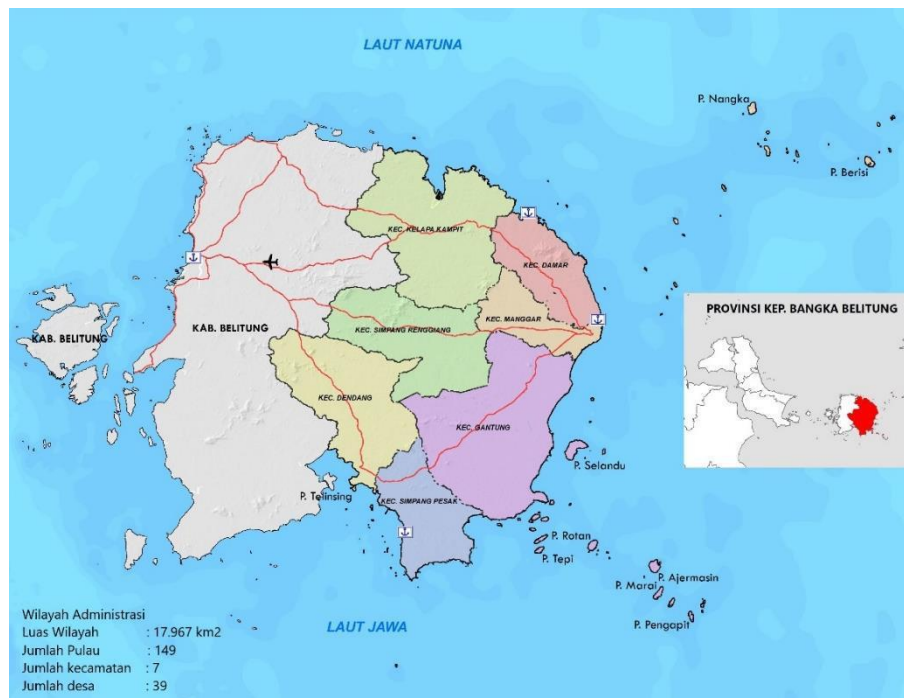 LAUT NATUNA
P. Nangka
P. Berisi
KEC. KELAPA KAMPIT
KEC. DAMAR
PROVINSI KEP. BANGKA BELITUNG
KEC. MANGGAR
KAB. BELITUNG
KAB. BELITUNG
KEC. SIMPANG RENGGIANG
KEC. DENDANG
KEC. GANTUNG
P. Selandu
P. Telinsing
KEC. SIMPANG PESAK
P. Rotan
P. Tepi
P. Ajermasin
P. Marai
P. Pengapit
LAUT JAWA
Wilayah Administrasi
Luas Wilayah : 17.967 km2
Jumlah Pulau : 149
Jumlah kecamatan : 7
Jumlah desa : 39